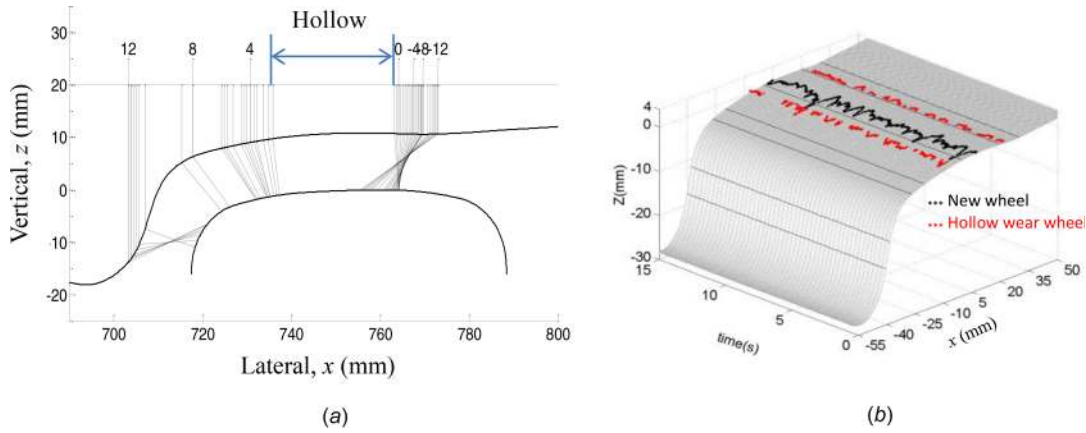 Hollow
12 8 4 0 -48-12
30
20
10
0
-10
-20
Vertical, z (mm)
700 720 740 760 780 800
Lateral, x (mm)
(a)
4
0
-10
-20
-30
Z(mm)
New wheel
Hollow wear wheel
15 10 5 0
time(s)
-55 -40 -25 -10 5 20 35 50
x (mm)
(b)